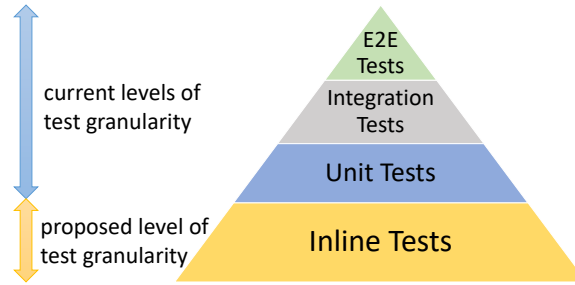 E2E
Tests
Integration
Tests
Unit Tests
Inline Tests
current levels of
test granularity
proposed level of
test granularity